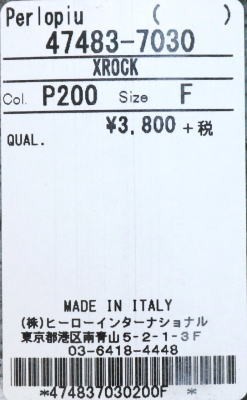 Perlopiu ( )
47483-7030
XROCK
Col. P200 Size F
¥3,800 +税
QUAL.
MADE IN ITALY
(株)ヒーローインターナショナル
東京都港区南青山5-2-1-3F
03-6418-4448
*474837030200F *